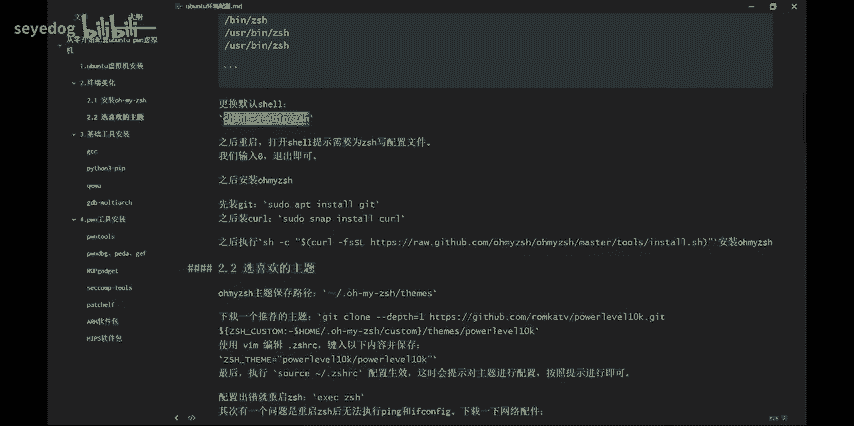 seyedog bilibili
ubuntu环境配置.md
从零开始配置ubuntu pwn虚拟机
1.ubuntu虚拟机安装
2.终端美化
2.1 安装oh-my-zsh
2.2 选喜欢的主题
3.基础工具安装
gcc
python3-pip
qemu
gdb-multiarch
4.pwn工具安装
pwntools
pwndbg, peda, gef
ROPgadget
seccomp-tools
patchelf
ARM软件包
MIPS软件包
/bin/zsh
/usr/bin/zsh
/usr/bin/zsh
```
更换默认shell:
之后重启，打开shell提示需要为zsh写配置文件。
我们输入0，退出即可。
之后安装ohmyzsh
先装git：`sudo apt install git`
之后装curl：`sudo snap install curl`
之后执行`sh -c "$(curl -fsSL https://raw.github.com/ohmyzsh/ohmyzsh/master/tools/install.sh)"`安装ohmyzsh
#### 2.2 选喜欢的主题
ohmyzsh主题保存路径：`~/.oh-my-zsh/themes`
下载一个推荐的主题：`git clone --depth=1 https://github.com/romkatv/powerlevel10k.git
${ZSH_CUSTOM:-$HOME/.oh-my-zsh/custom}/themes/powerlevel10k`
使用 vim 编辑 .zshrc，键入以下内容并保存：
`ZSH_THEME="powerlevel10k/powerlevel10k"`
最后，执行 `source ~/.zshrc` 配置生效，这时会提示对主题进行配置，按照提示进行即可。
配置出错就重启zsh：`exec zsh`
其次有一个问题是重启zsh后无法执行ping和ifconfig。下载一下网络配件：